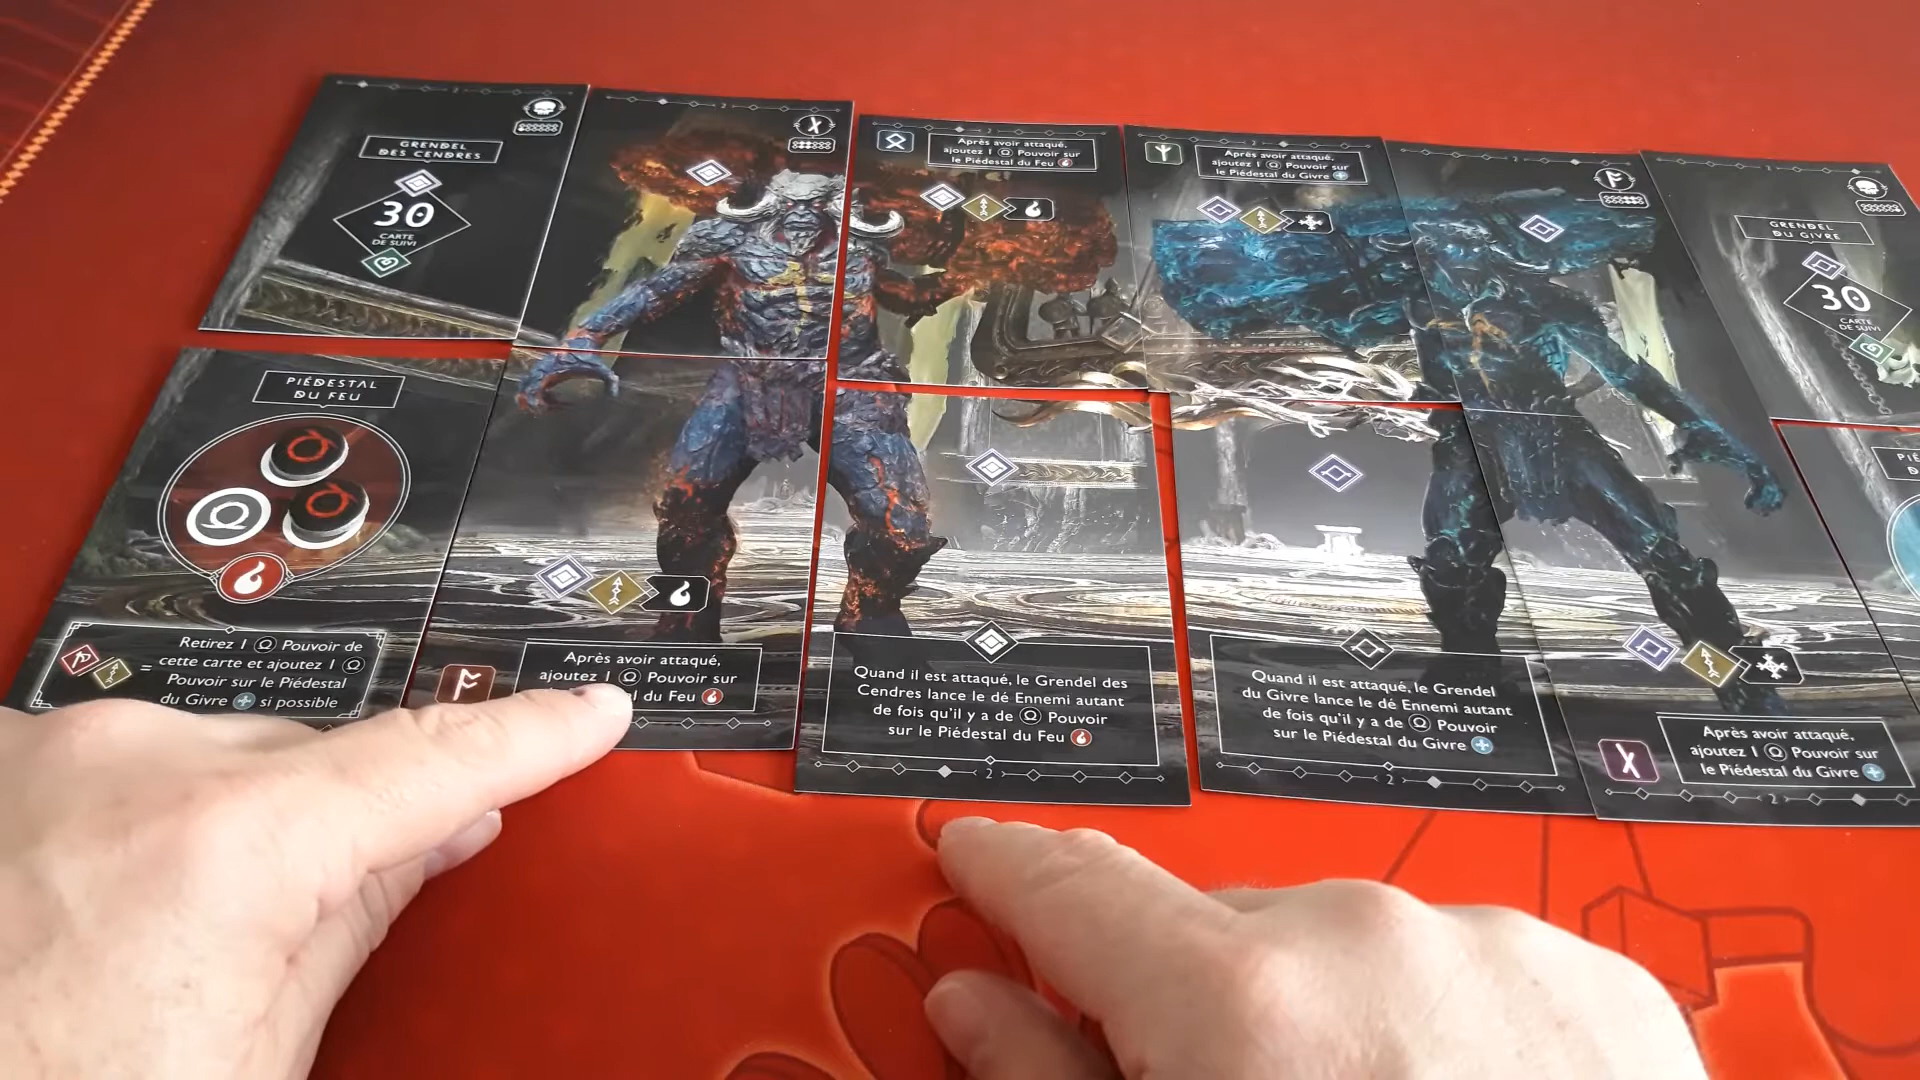 GRENDEL
DES CENDRES
30
CARTE
DE SUIVI
2
2
Après avoir attaqué,
ajoutez 1 Pouvoir sur
le Piédestal du Feu
2
Après avoir attaqué,
ajoutez 1 Pouvoir sur
le Piédestal du Givre
2
2
GRENDEL
DU GIVRE
30
CARTE
DE SUIVI
PIÉDESTAL
DU FEU
=
Retirez 1 Pouvoir de
cette carte et ajoutez 1
Pouvoir sur le Piédestal
du Givre si possible
Après avoir attaqué,
ajoutez 1 Pouvoir sur
l du Feu
Quand il est attaqué, le Grendel des
Cendres lance le dé Ennemi autant
de fois qu'il y a de Pouvoir
sur le Piédestal du Feu
2
Quand il est attaqué, le Grendel
du Givre lance le dé Ennemi autant
de fois qu'il y a de Pouvoir
sur le Piédestal du Givre
2
Après avoir attaqué,
ajoutez 1 Pouvoir sur
le Piédestal du Givre
2